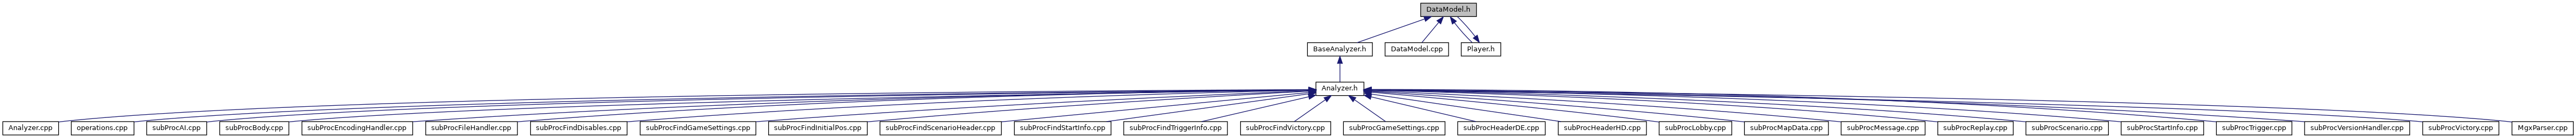 DataModel.h
BaseAnalyzer.h
DataModel.cpp
Player.h
Analyzer.h
Analyzer.cpp
operations.cpp
subProcAI.cpp
subProcBody.cpp
subProcEncodingHandler.cpp
subProcFileHandler.cpp
subProcFindDisables.cpp
subProcFindGameSettings.cpp
subProcFindInitialPos.cpp
subProcFindScenarioHeader.cpp
subProcFindStartInfo.cpp
subProcFindTriggerInfo.cpp
subProcFindVictory.cpp
subProcGameSettings.cpp
subProcHeaderDE.cpp
subProcHeaderHD.cpp
subProcLobby.cpp
subProcMapData.cpp
subProcMessage.cpp
subProcReplay.cpp
subProcScenario.cpp
subProcStartInfo.cpp
subProcTrigger.cpp
subProcVersionHandler.cpp
subProcVictory.cpp
MgxParser.cpp